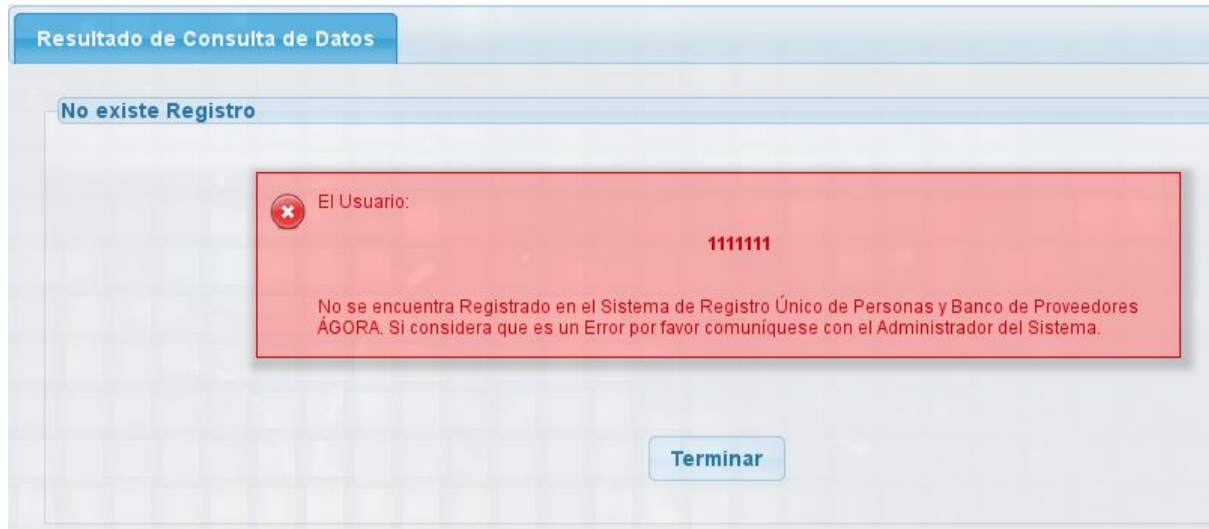 Resultado de Consulta de Datos
No existe Registro
El Usuario:
1111111
No se encuentra Registrado en el Sistema de Registro Único de Personas y Banco de Proveedores
ÁGORA. Si considera que es un Error por favor comuníquese con el Administrador del Sistema.
Terminar